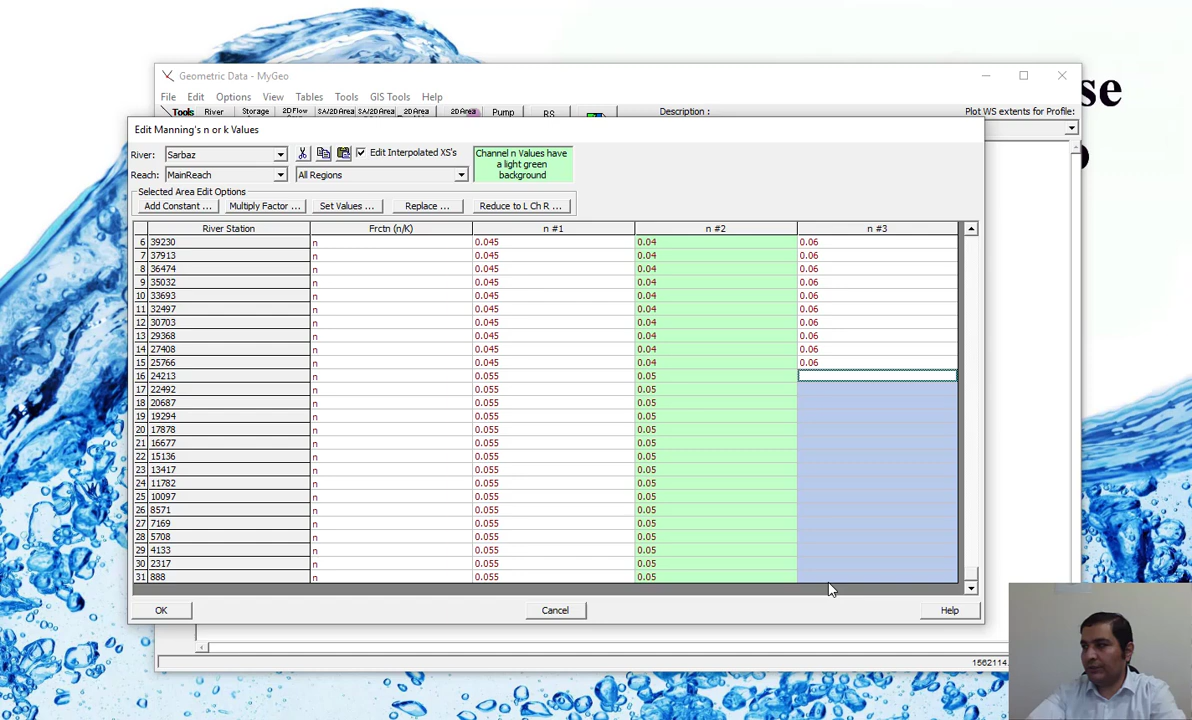 Geometric Data - MyGeo
se
File Edit Options View Tables Tools GIS Tools Help
Tools River Storage 2D Flow SA/2D Area SA/2D Area 2D Area Pump RS Description : Plot WS extents for Profile:
Edit Manning's n or k Values
River: Sarbaz Edit Interpolated XS's
Channel n Values have
a light green
background
Reach: MainReach All Regions
Selected Area Edit Options
Add Constant ... Multiply Factor ... Set Values ... Replace ... Reduce to L Ch R ...
River Station Frctn (n/K) n #1 n #2 n #3
6 39230 n 0.045 0.04 0.06
7 37913 n 0.045 0.04 0.06
8 36474 n 0.045 0.04 0.06
9 35032 n 0.045 0.04 0.06
10 33693 n 0.045 0.04 0.06
11 32497 n 0.045 0.04 0.06
12 30703 n 0.045 0.04 0.06
13 29368 n 0.045 0.04 0.06
14 27408 n 0.045 0.04 0.06
15 25766 n 0.045 0.04 0.06
16 24213 n 0.055 0.05
17 22492 n 0.055 0.05
18 20687 n 0.055 0.05
19 19294 n 0.055 0.05
20 17878 n 0.055 0.05
21 16677 n 0.055 0.05
22 15136 n 0.055 0.05
23 13417 n 0.055 0.05
24 11782 n 0.055 0.05
25 10097 n 0.055 0.05
26 8571 n 0.055 0.05
27 7169 n 0.055 0.05
28 5708 n 0.055 0.05
29 4133 n 0.055 0.05
30 2317 n 0.055 0.05
31 888 n 0.055 0.05
OK Cancel Help
1562114.